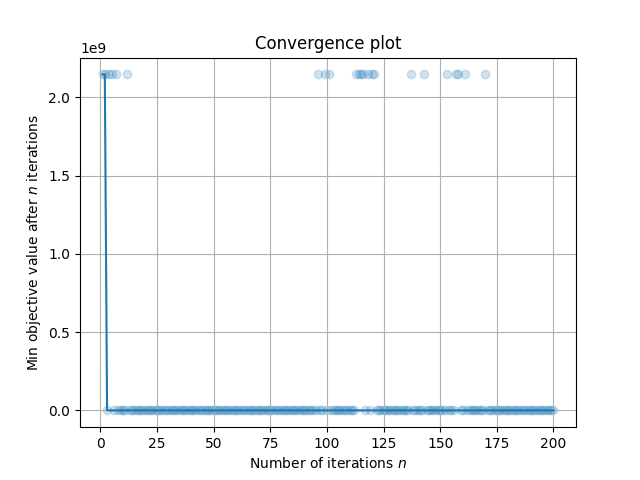 Convergence plot
1e9
2.0
1.5
1.0
0.5
0.0
Min objective value after n iterations
0 25 50 75 100 125 150 175 200
Number of iterations n